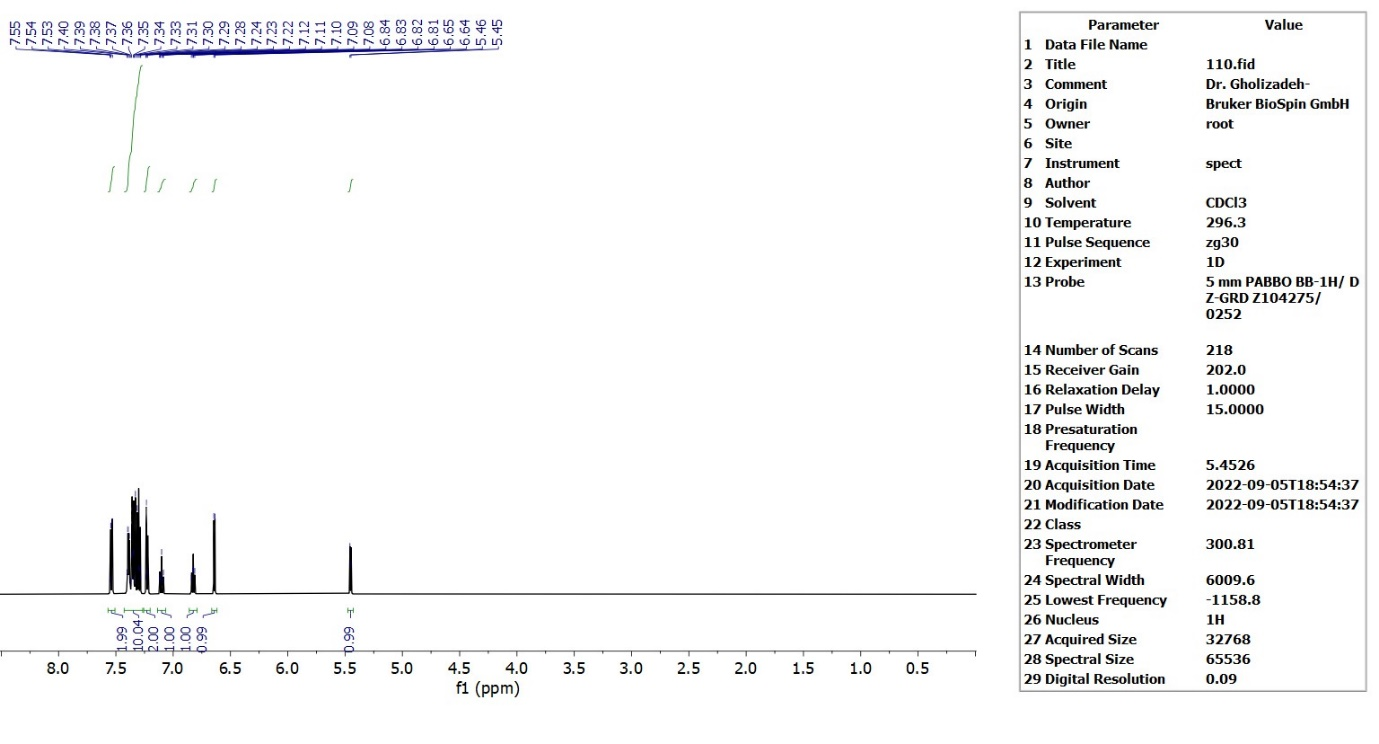 7.55
7.54
7.53
7.40
7.39
7.38
7.37
7.36
7.35
7.34
7.33
7.31
7.30
7.29
7.28
7.24
7.23
7.22
7.12
7.11
7.10
7.09
7.08
6.84
6.83
6.82
6.81
6.65
6.64
5.46
5.45
1.99
10.04
2.00
1.00
1.00
0.99
0.99
8.0 7.5 7.0 6.5 6.0 5.5 5.0 4.5 4.0 3.5 3.0 2.5 2.0 1.5 1.0 0.5
f1 (ppm)
Parameter Value
1 Data File Name
2 Title 110.fid
3 Comment Dr. Gholizadeh-
4 Origin Bruker BioSpin GmbH
5 Owner root
6 Site
7 Instrument spect
8 Author
9 Solvent CDCl3
10 Temperature 296.3
11 Pulse Sequence zg30
12 Experiment 1D
13 Probe 5 mm PABBO BB-1H/ D
Z-GRD Z104275/
0252
14 Number of Scans 218
15 Receiver Gain 202.0
16 Relaxation Delay 1.0000
17 Pulse Width 15.0000
18 Presaturation
Frequency
19 Acquisition Time 5.4526
20 Acquisition Date 2022-09-05T18:54:37
21 Modification Date 2022-09-05T18:54:37
22 Class
23 Spectrometer 300.81
Frequency
24 Spectral Width 6009.6
25 Lowest Frequency -1158.8
26 Nucleus 1H
27 Acquired Size 32768
28 Spectral Size 65536
29 Digital Resolution 0.09